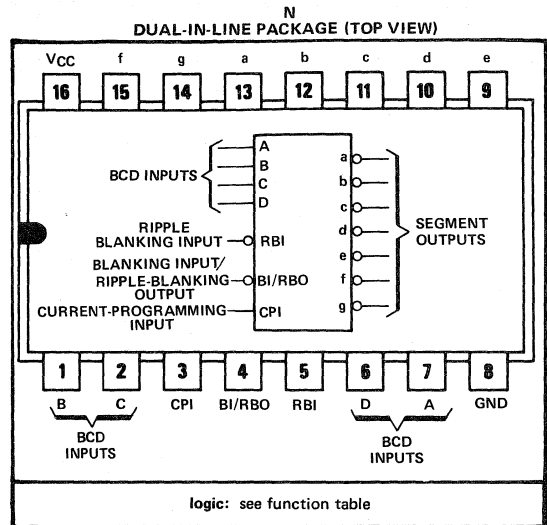 N
DUAL-IN-LINE PACKAGE (TOP VIEW)
VCC f g a b c d e
16 15 14 13 12 11 10 9
BCD INPUTS
A
B
C
D
RIPPLE
BLANKING INPUT
RBI
BLANKING INPUT/
RIPPLE-BLANKING
OUTPUT
BI/RBO
CURRENT-PROGRAMMING
INPUT
CPI
a
b
c
d
e
f
g
SEGMENT
OUTPUTS
1 2 3 4 5 6 7 8
B C CPI BI/RBO RBI D A GND
BCD
INPUTS
BCD
INPUTS
logic: see function table